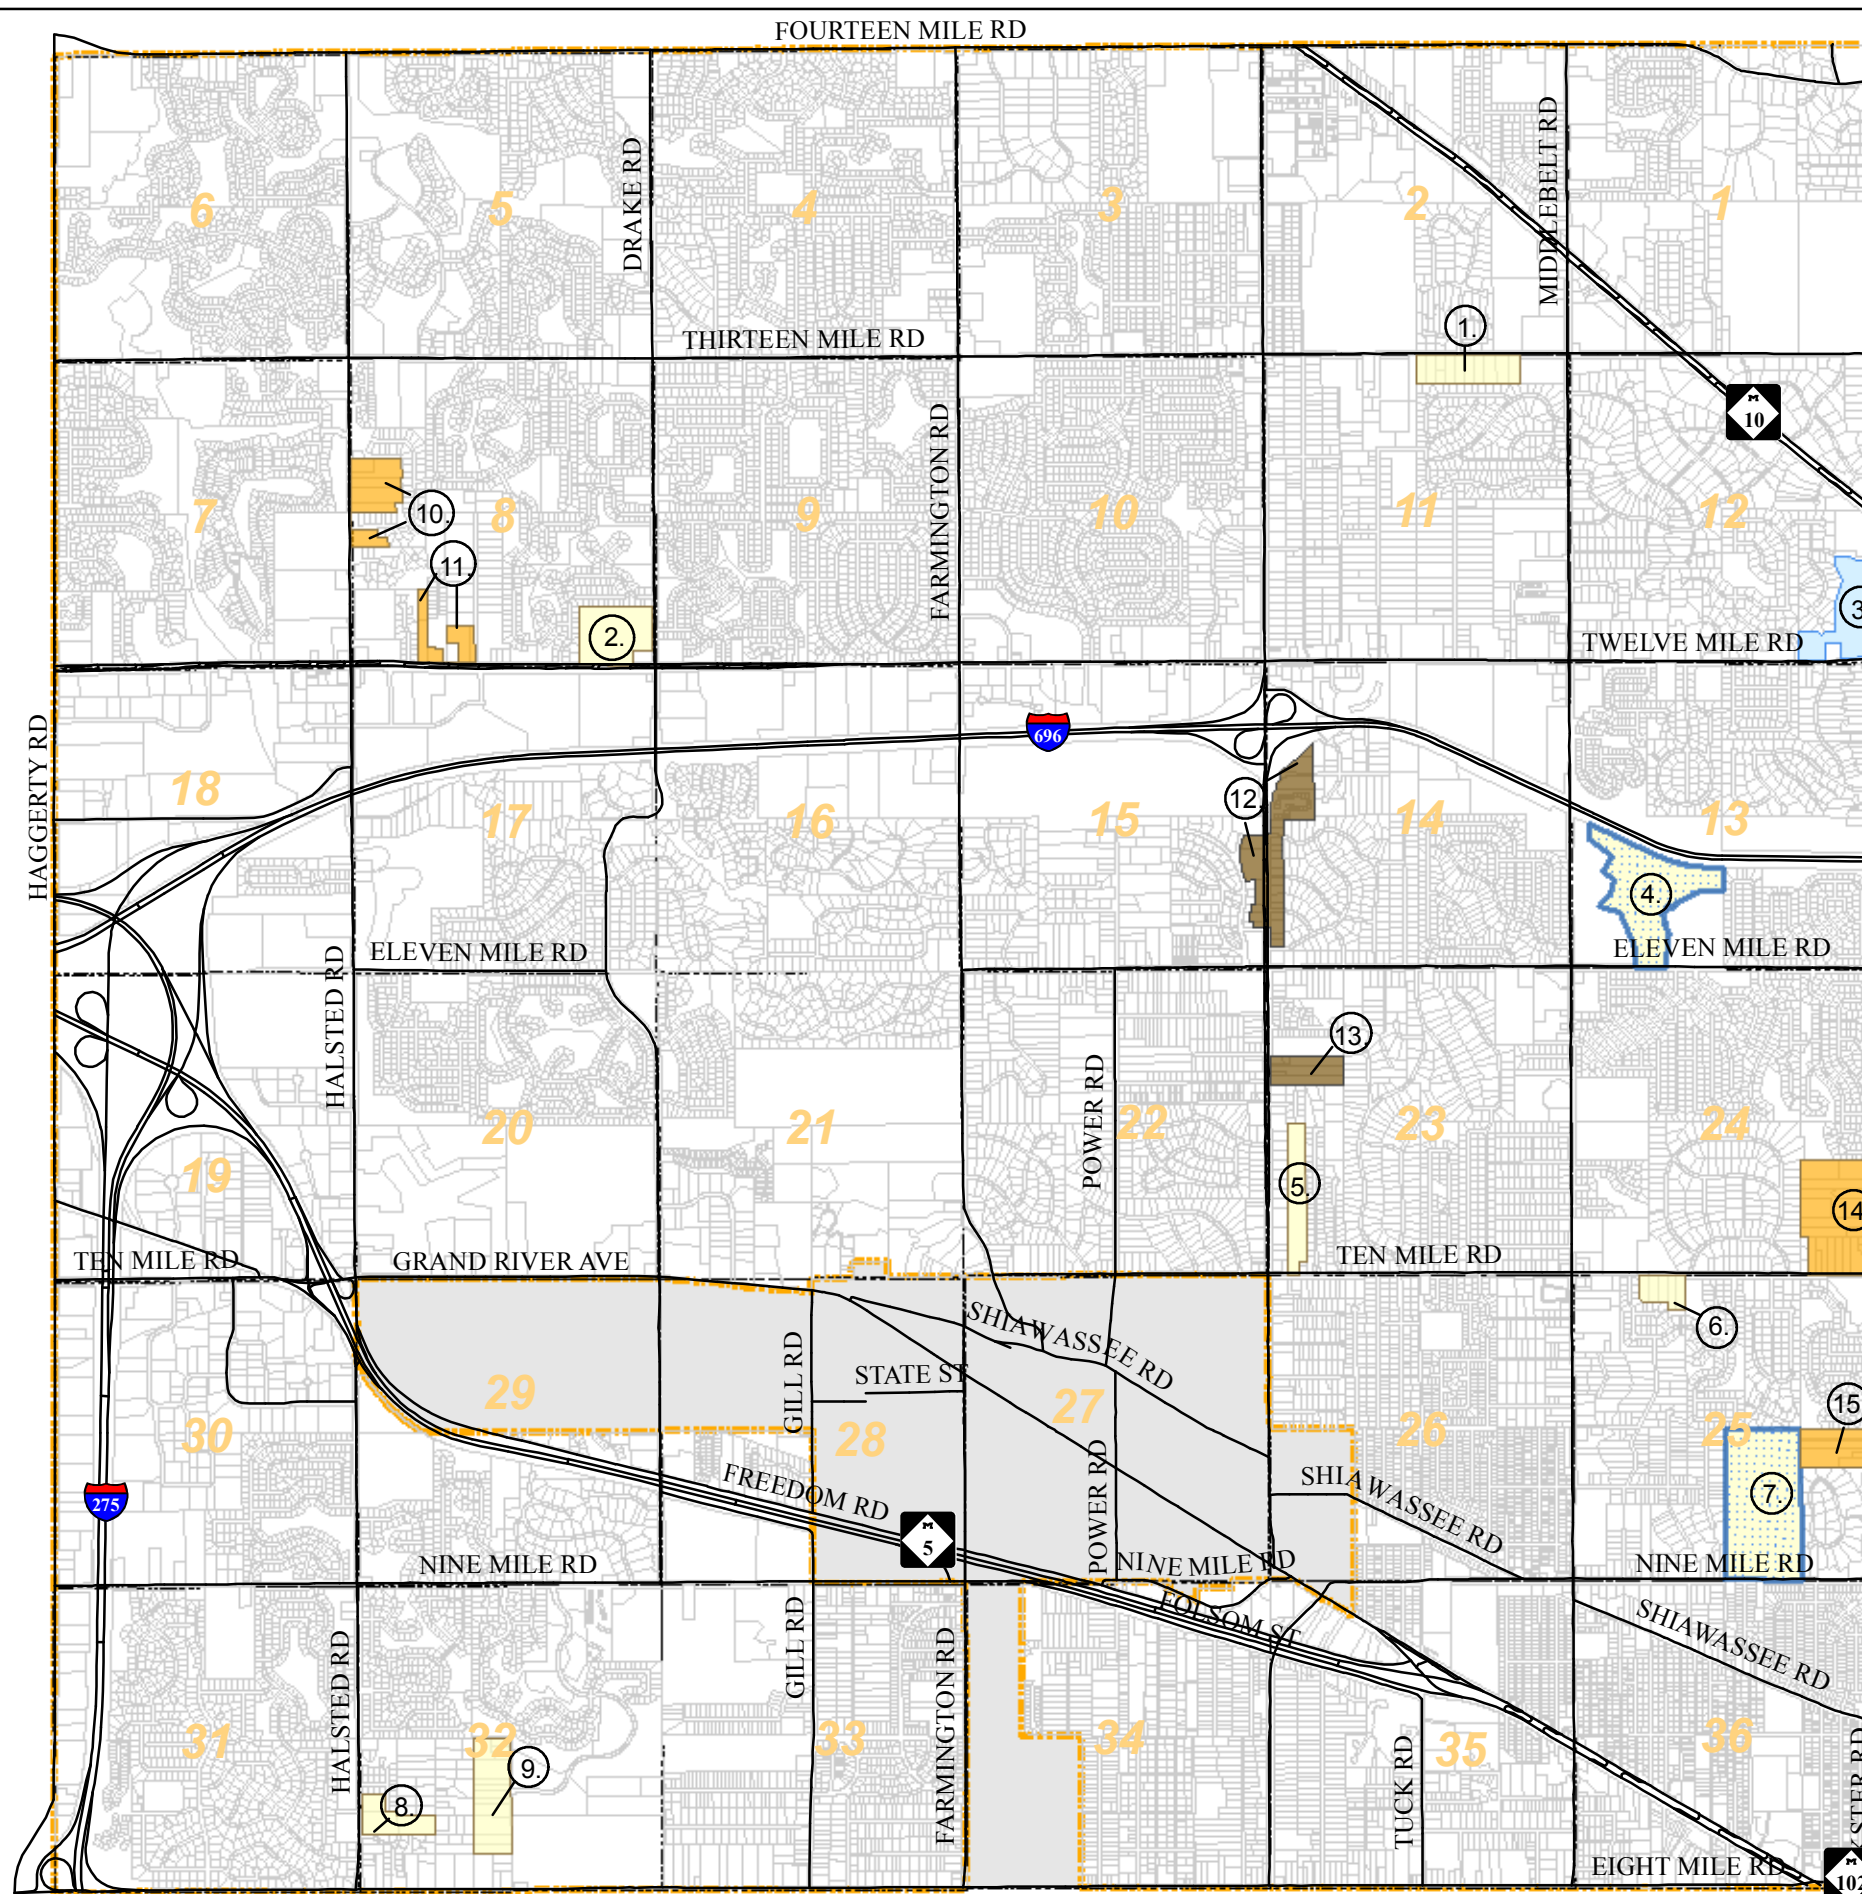 FOURTEEN MILE RD
DRAKE RD
MIDDLEBELT RD
6
5
4
3
2
1
1.
THIRTEEN MILE RD
M
10
FARMINGTON RD
7
10.
8
9
10
11
12
11.
2.
3
TWELVE MILE RD
HAGGERTY RD
696
18
17
16
15
12.
14
13
4.
HALSTED RD
ELEVEN MILE RD
ELEVEN MILE RD
13.
POWER RD
20
21
22
23
24
19
5.
14
TEN MILE RD
GRAND RIVER AVE
TEN MILE RD
SHIAWASSEE RD
6.
GILL RD
STATE ST
29
28
27
26
25
15
30
FREEDOM RD
POWER RD
SHIAWASSEE RD
7.
275
M
5
NINE MILE RD
NINE MILE RD
NINE MILE RD
FOLSOM ST
SHIAWASSEE RD
HALSTED RD
GILL RD
FARMINGTON RD
31
32
33
34
35
36
9.
8.
TUCK RD
KSTER RD
EIGHT MILE RD
M
102